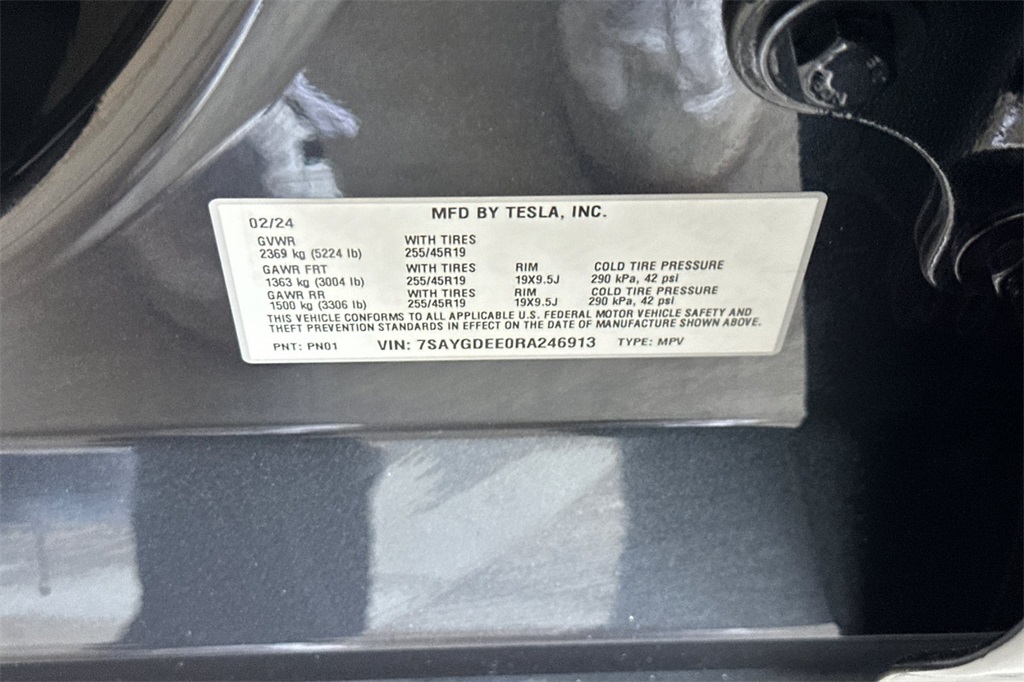 MFD BY TESLA, INC.
02/24
GVWR WITH TIRES
2369 kg (5224 lb) 255/45R19
GAWR FRT WITH TIRES RIM COLD TIRE PRESSURE
1363 kg (3004 lb) 255/45R19 19X9.5J 290 kPa, 42 psi
GAWR RR WITH TIRES RIM COLD TIRE PRESSURE
1500 kg (3306 lb) 255/45R19 19X9.5J 290 kPa, 42 psi
THIS VEHICLE CONFORMS TO ALL APPLICABLE U.S. FEDERAL MOTOR VEHICLE SAFETY AND
THEFT PREVENTION STANDARDS IN EFFECT ON THE DATE OF MANUFACTURE SHOWN ABOVE.
PNT: PN01 VIN: 7SAYGDEE0RA246913 TYPE: MPV